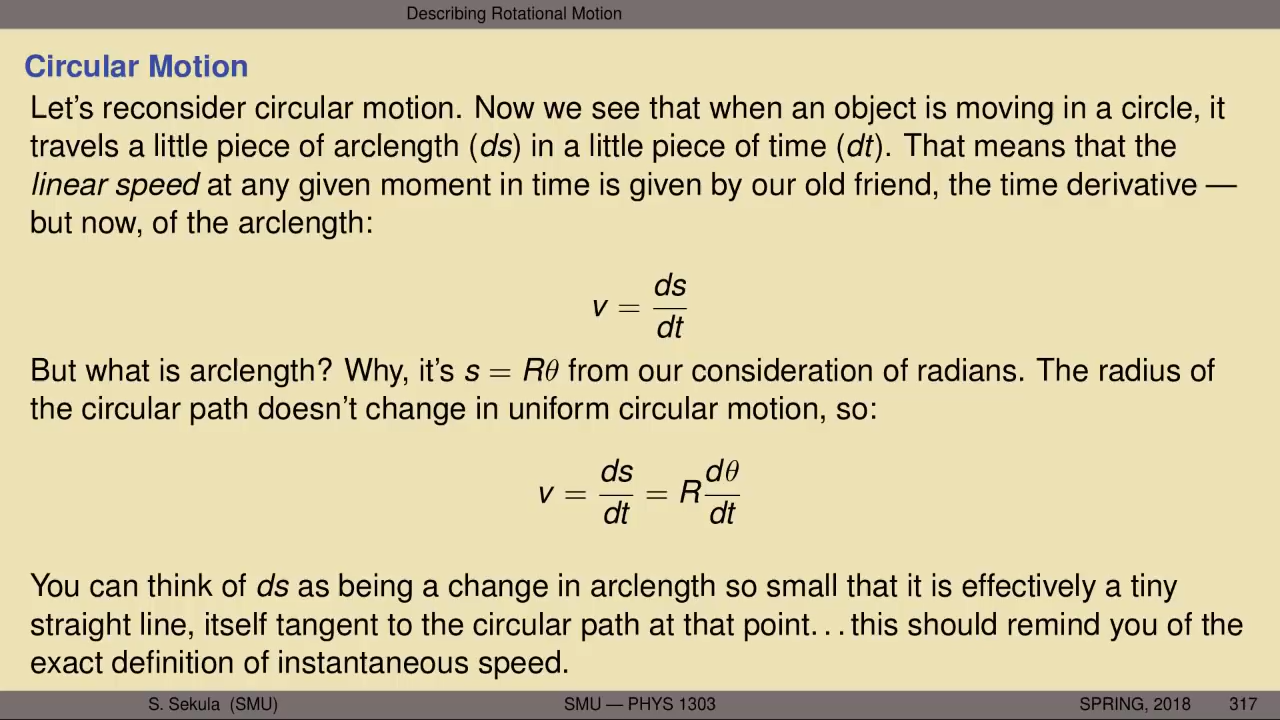 Describing Rotational Motion
Circular Motion
Let's reconsider circular motion. Now we see that when an object is moving in a circle, it
travels a little piece of arclength (ds) in a little piece of time (dt). That means that the
linear speed at any given moment in time is given by our old friend, the time derivative —
but now, of the arclength:
v = ds/dt
But what is arclength? Why, it's s = Rθ from our consideration of radians. The radius of
the circular path doesn't change in uniform circular motion, so:
v = ds/dt = R dθ/dt
You can think of ds as being a change in arclength so small that it is effectively a tiny
straight line, itself tangent to the circular path at that point. . . this should remind you of the
exact definition of instantaneous speed.
S. Sekula (SMU) SMU — PHYS 1303 SPRING, 2018 317